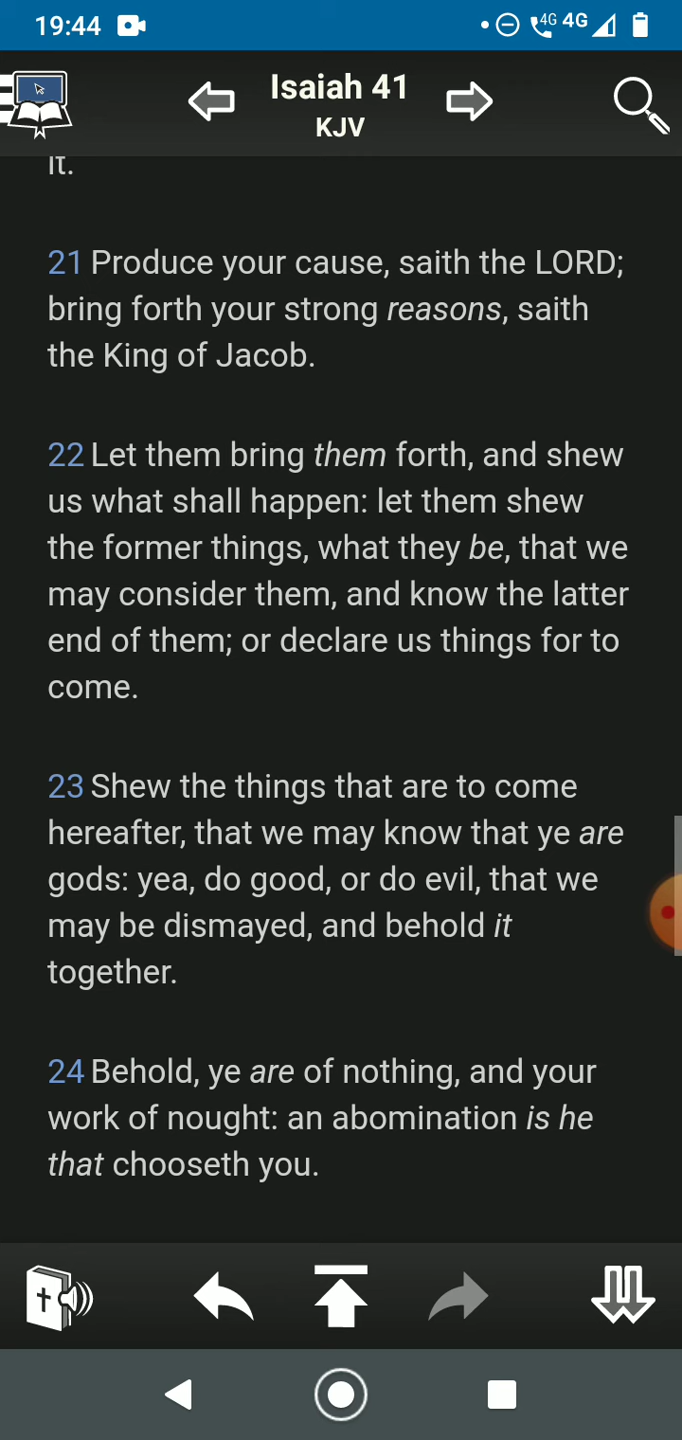 19:44
4G 4G
Isaiah 41
KJV
it.
21 Produce your cause, saith the LORD;
bring forth your strong reasons, saith
the King of Jacob.
22 Let them bring them forth, and shew
us what shall happen: let them shew
the former things, what they be, that we
may consider them, and know the latter
end of them; or declare us things for to
come.
23 Shew the things that are to come
hereafter, that we may know that ye are
gods: yea, do good, or do evil, that we
may be dismayed, and behold it
together.
24 Behold, ye are of nothing, and your
work of nought: an abomination is he
that chooseth you.